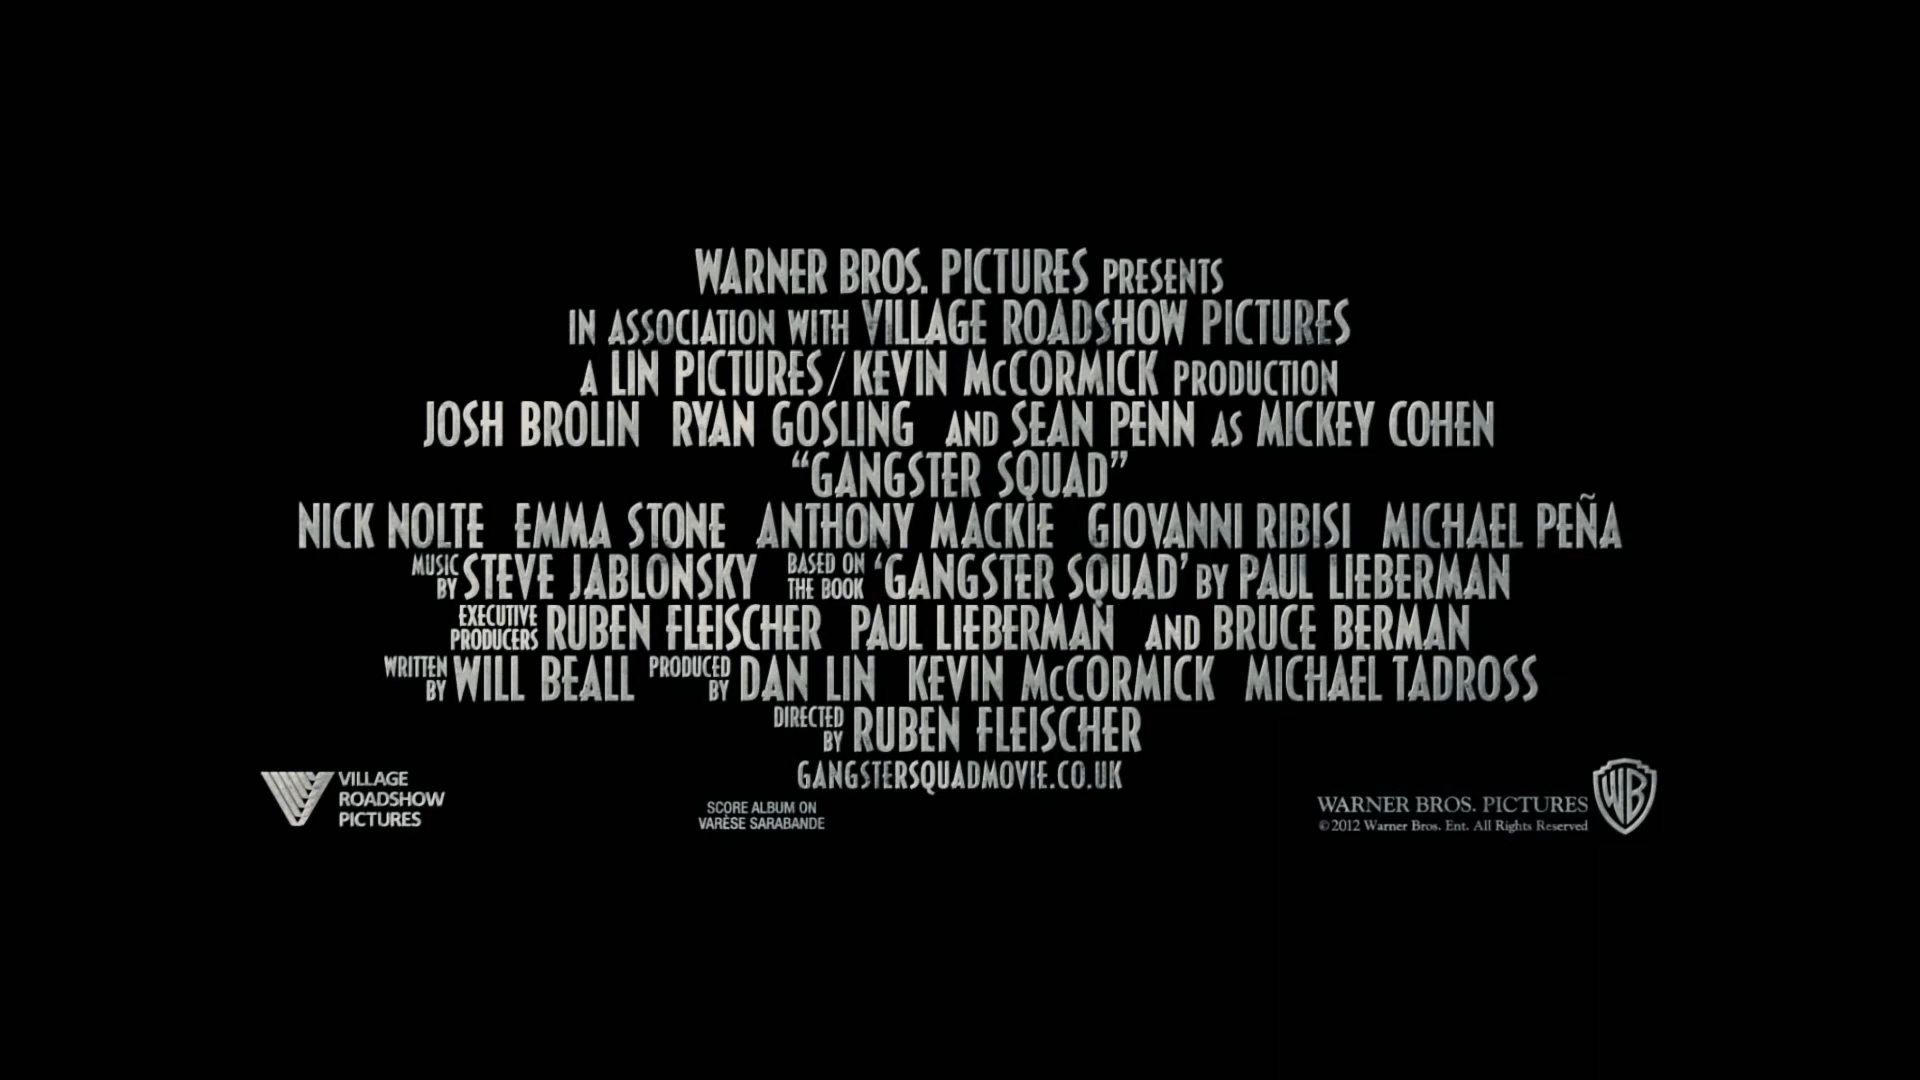 WARNER BROS. PICTURES PRESENTS
IN ASSOCIATION WITH VILLAGE ROADSHOW PICTURES
A LIN PICTURES/KEVIN McCORMICK PRODUCTION
JOSH BROLIN RYAN GOSLING AND SEAN PENN AS MICKEY COHEN
“GANGSTER SQUAD”
NICK NOLTE EMMA STONE ANTHONY MACKIE GIOVANNI RIBISI MICHAEL PEÑA
MUSIC BY STEVE JABLONSKY BASED ON THE BOOK ‘GANGSTER SQUAD’ BY PAUL LIEBERMAN
EXECUTIVE PRODUCERS RUBEN FLEISCHER PAUL LIEBERMAN AND BRUCE BERMAN
WRITTEN BY WILL BEALL PRODUCED BY DAN LIN KEVIN McCORMICK MICHAEL TADROSS
DIRECTED BY RUBEN FLEISCHER
GANGSTERSQUADMOVIE.CO.UK
VILLAGE
ROADSHOW
PICTURES
SCORE ALBUM ON
VARÈSE SARABANDE
WARNER BROS. PICTURES
©2012 Warner Bros. Ent. All Rights Reserved
WB